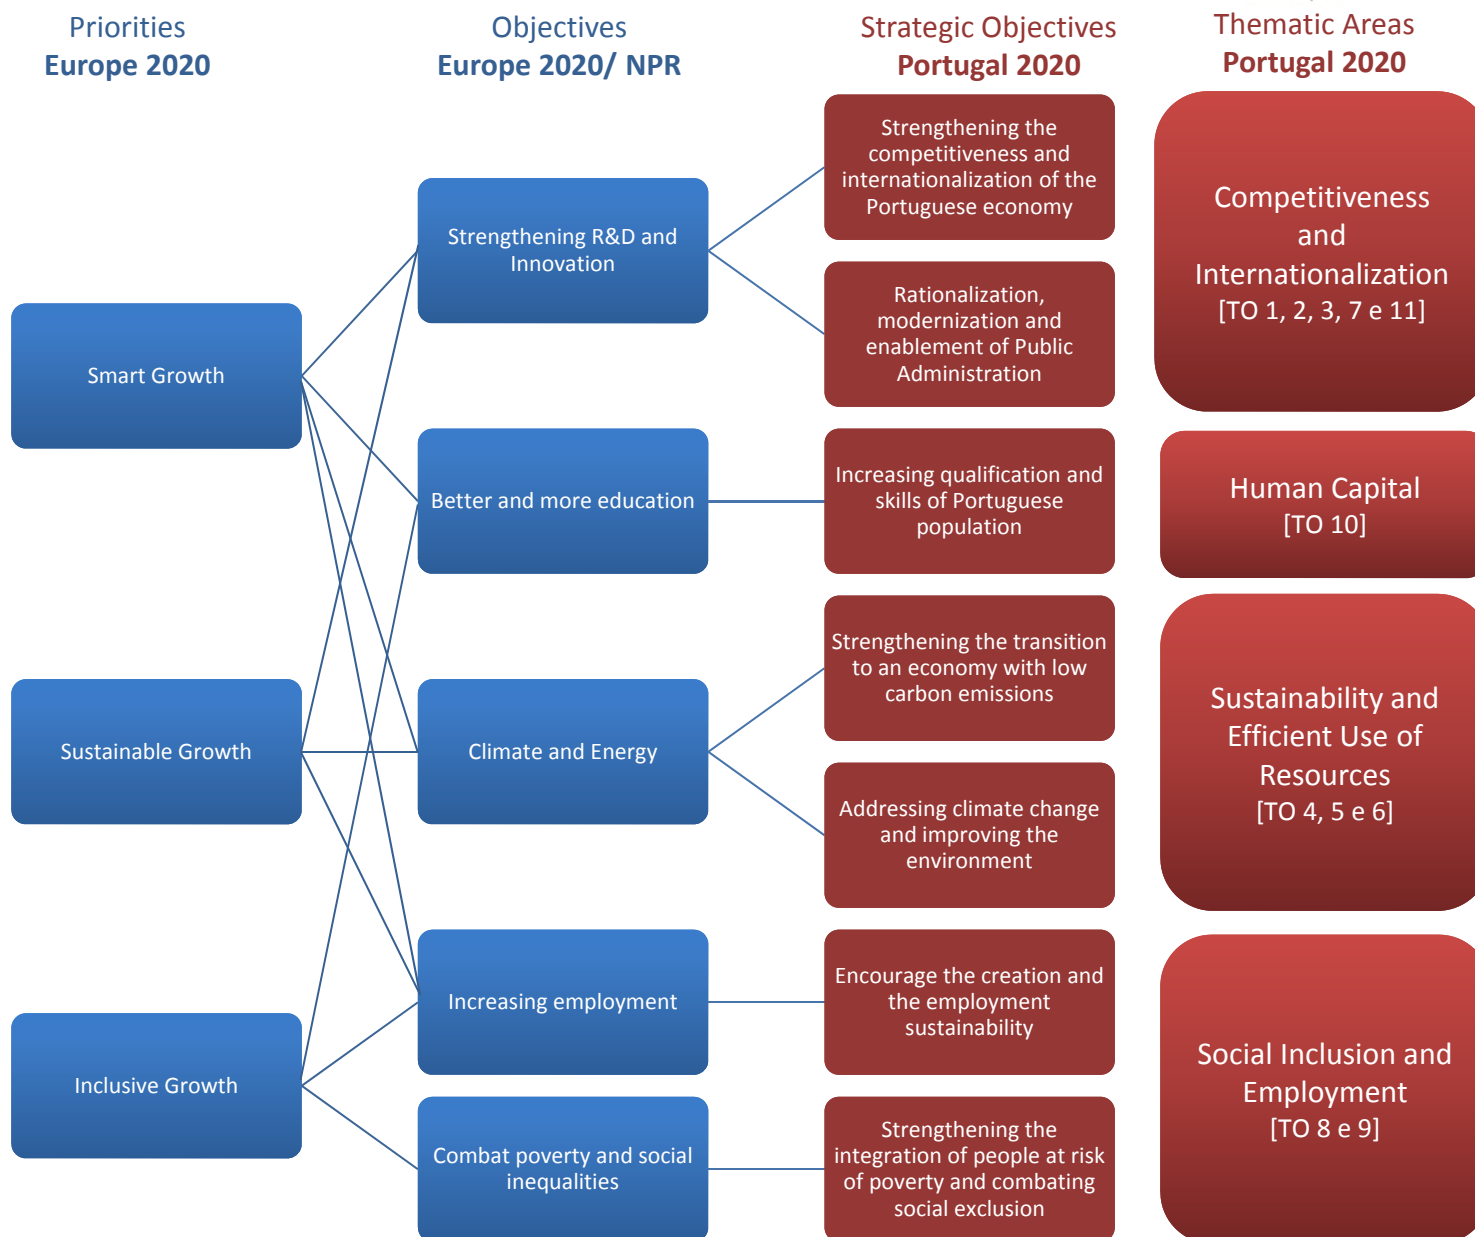 Priorities
Europe 2020
Objectives
Europe 2020/ NPR
Strategic Objectives
Portugal 2020
Thematic Areas
Portugal 2020
Smart Growth
Sustainable Growth
Inclusive Growth
Strengthening R&D and
Innovation
Better and more education
Climate and Energy
Increasing employment
Combat poverty and social
inequalities
Strengthening the
competitiveness and
internationalization of the
Portuguese economy
Rationalization,
modernization and
enablement of Public
Administration
Increasing qualification and
skills of Portuguese
population
Strengthening the transition
to an economy with low
carbon emissions
Addressing climate change
and improving the
environment
Encourage the creation and
the employment
sustainability
Strengthening the
integration of people at risk
of poverty and combating
social exclusion
Competitiveness
and
Internationalization
[TO 1, 2, 3, 7 e 11]
Human Capital
[TO 10]
Sustainability and
Efficient Use of
Resources
[TO 4, 5 e 6]
Social Inclusion and
Employment
[TO 8 e 9]